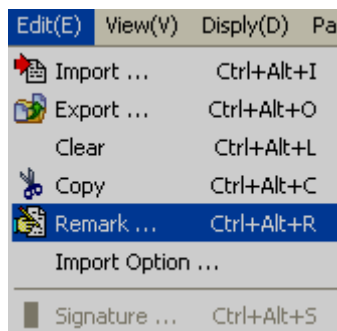 Edit(E) View(V) Disply(D) Pa
Import ... Ctrl+Alt+I
Export ... Ctrl+Alt+O
Clear Ctrl+Alt+L
Copy Ctrl+Alt+C
Remark ... Ctrl+Alt+R
Import Option ...
Signature ... Ctrl+Alt+S